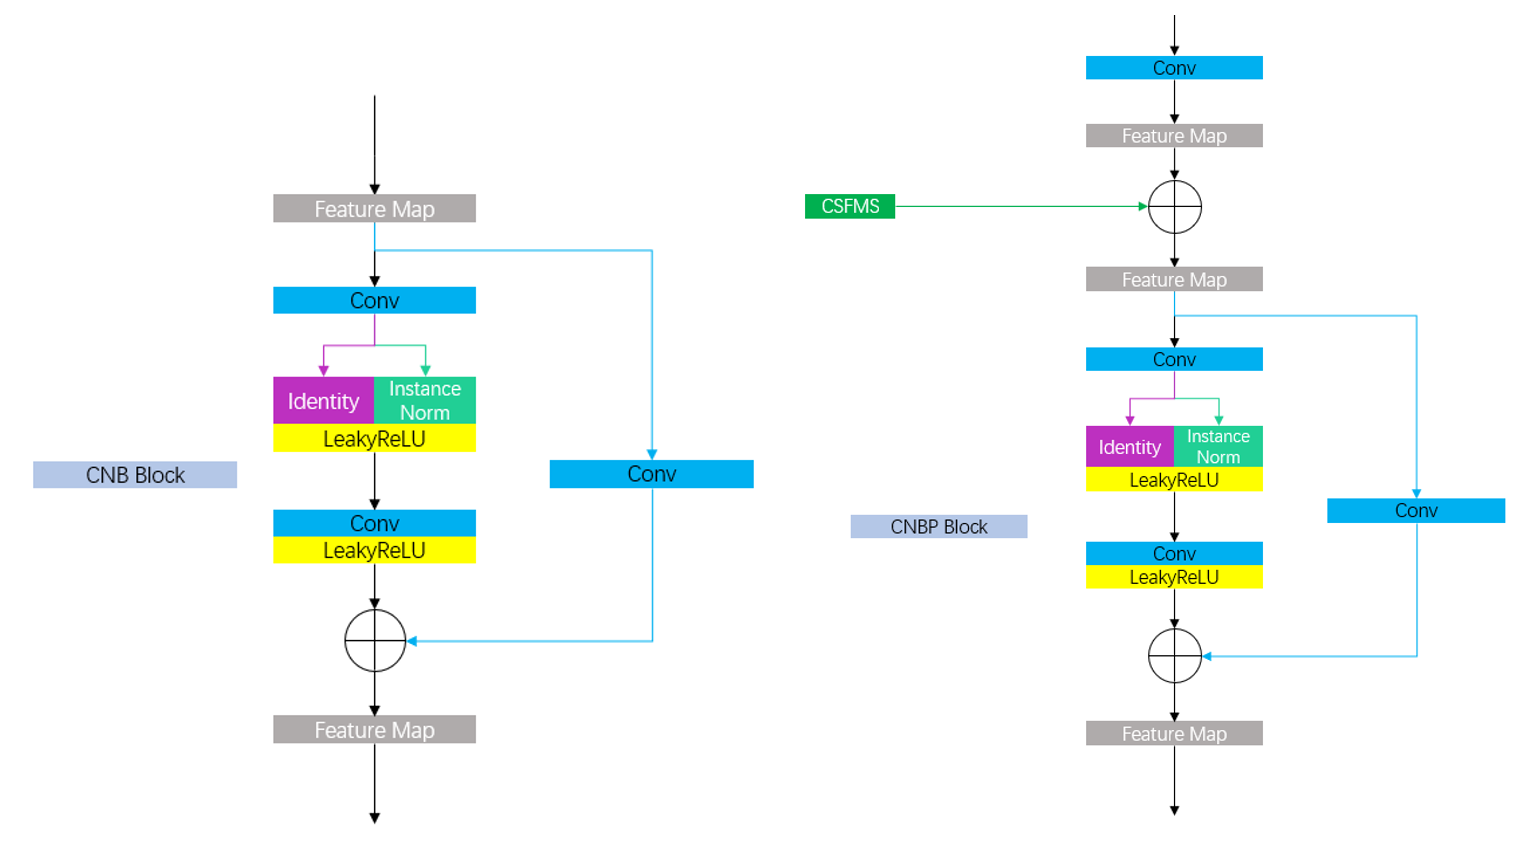 Feature Map
Conv
Identity
Instance
Norm
LeakyReLU
CNB Block
Conv
Conv
LeakyReLU
Feature Map
Conv
Feature Map
CSFMS
Feature Map
Conv
Identity
Instance
Norm
LeakyReLU
CNBP Block
Conv
Conv
LeakyReLU
Feature Map